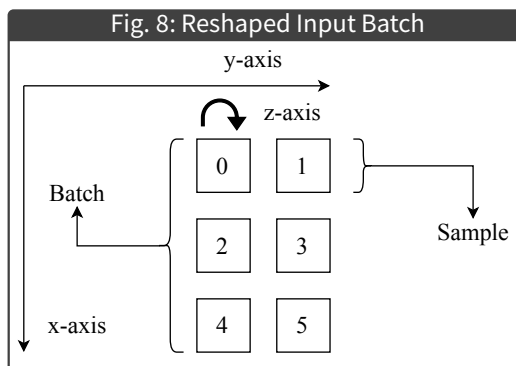 Fig. 8: Reshaped Input Batch
y-axis
z-axis
0 1
Batch
Sample
2 3
x-axis
4 5